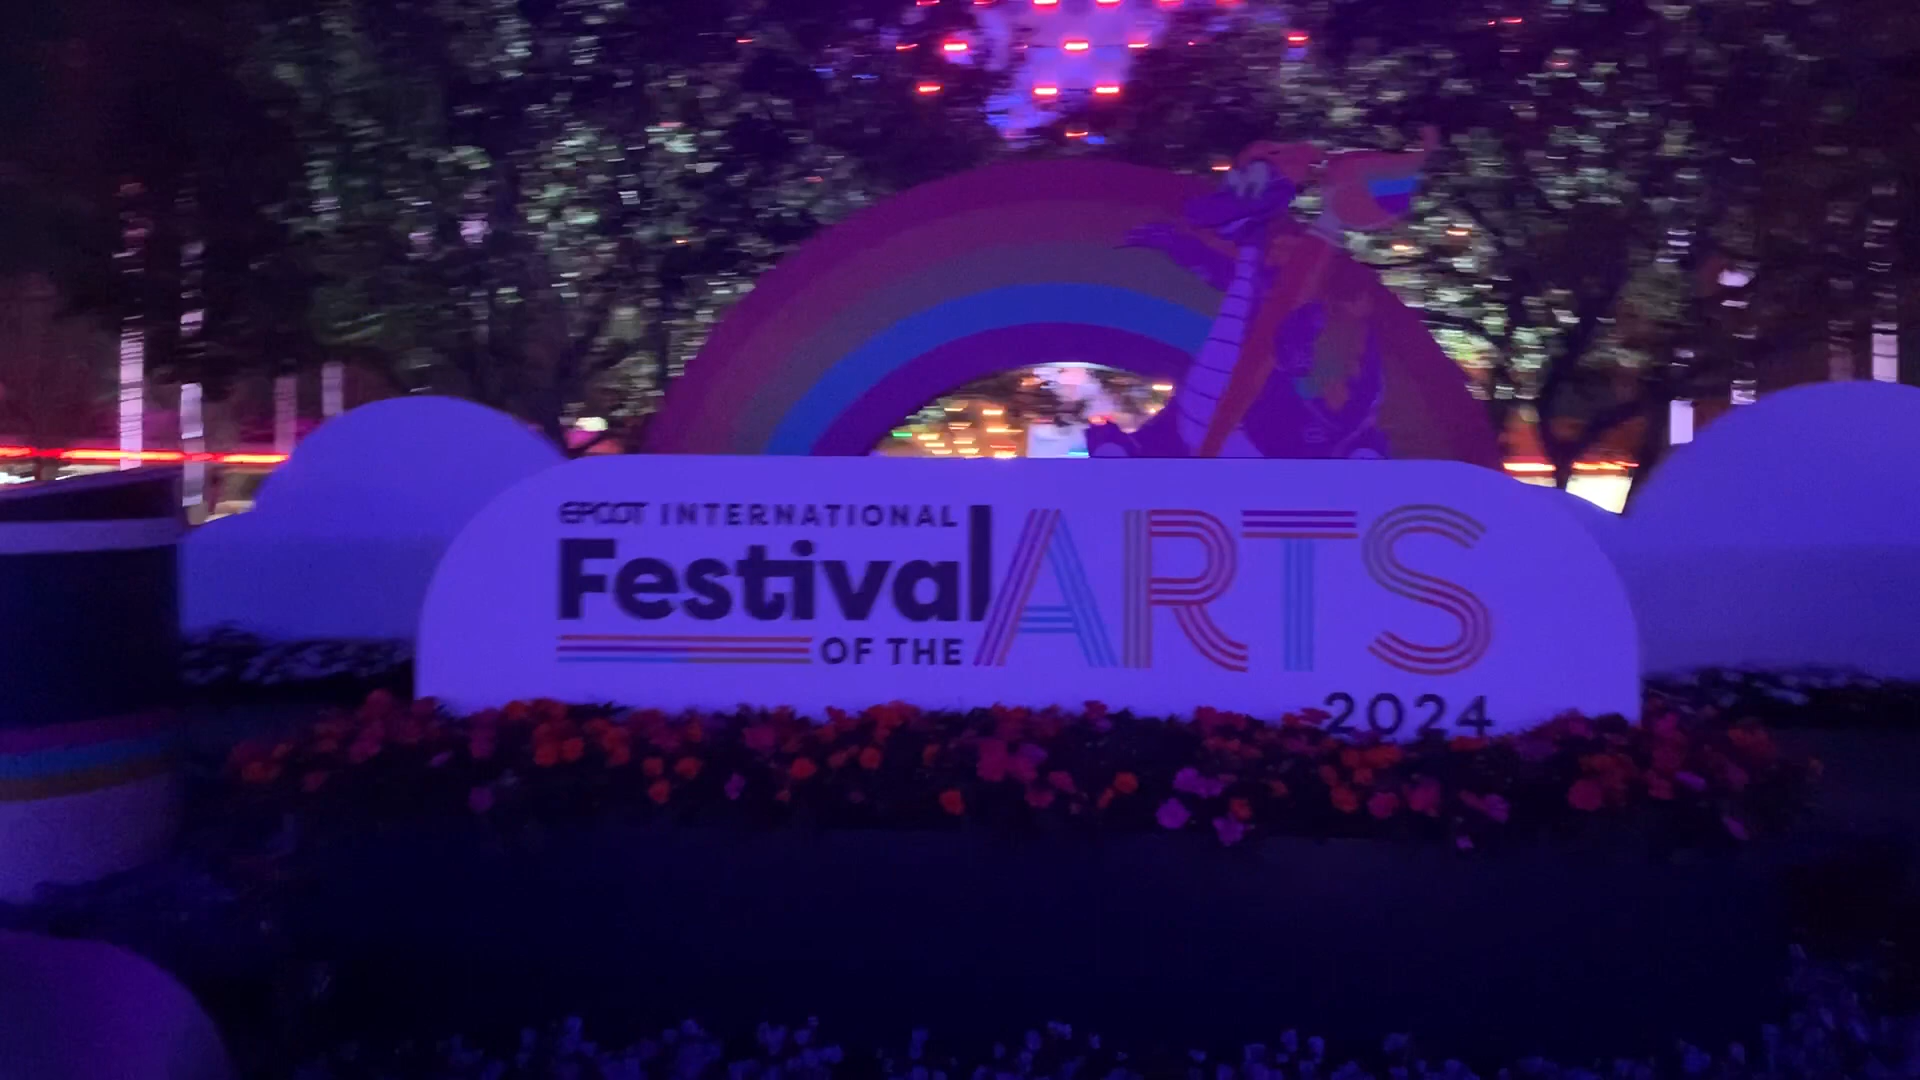 EPCOT INTERNATIONAL
Festival
OF THE
ARTS
2024